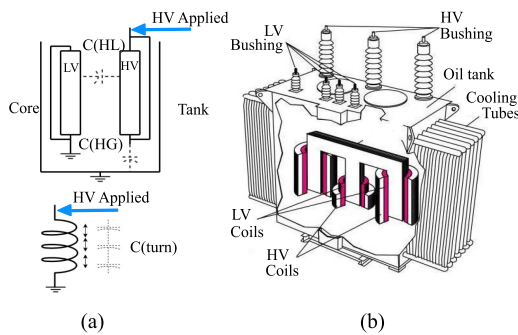 (a)
HV Applied
C(HL)
LV
HV
Core
Tank
C(HG)
HV Applied
C(turn)
LV
Bushing
HV
Bushing
Oil tank
Cooling
Tubes
LV
Coils
HV
Coils
(a)
(b)